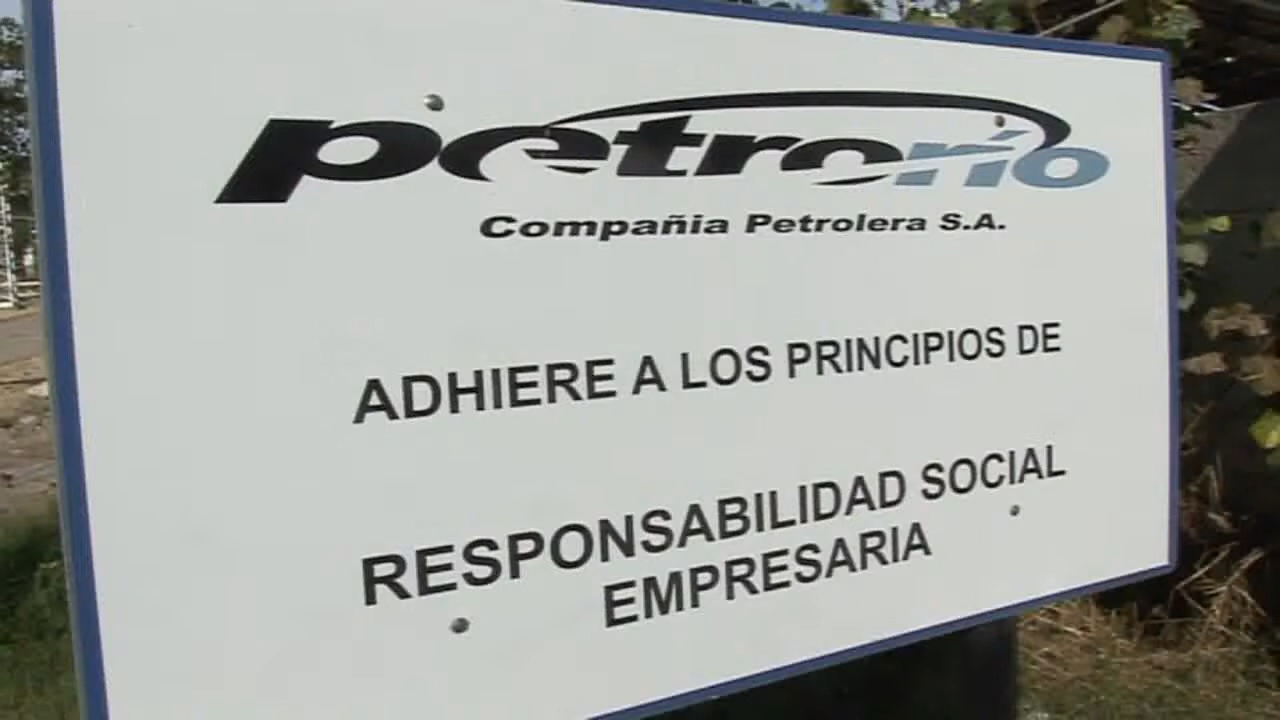 petrorío
Compañia Petrolera S.A.
ADHIERE A LOS PRINCIPIOS DE
RESPONSABILIDAD SOCIAL
EMPRESARIA